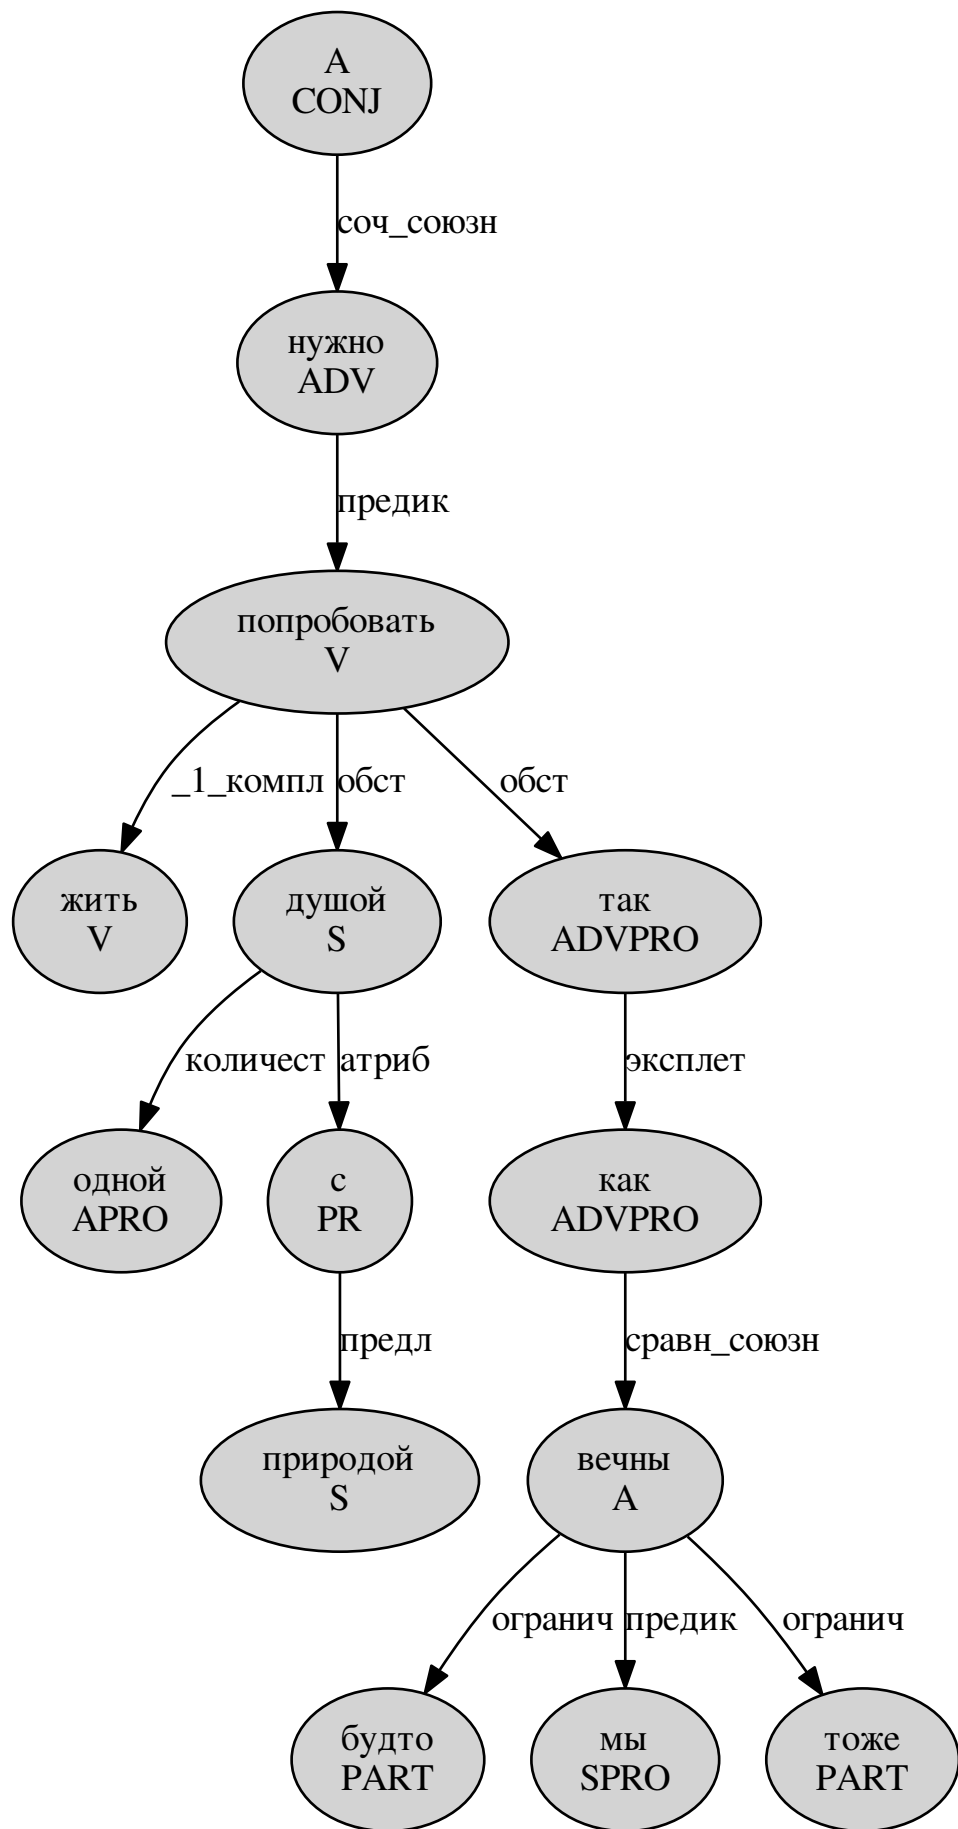 А
CONJ
соч_союзн
нужно
ADV
предик
попробовать
V
_1_компл
обст
обст
жить
V
душой
S
так
ADVPRO
количест
атриб
эксплет
одной
APRO
с
PR
как
ADVPRO
предл
сравн_союзн
природой
S
вечны
A
огранич
предик
огранич
будто
PART
мы
SPRO
тоже
PART